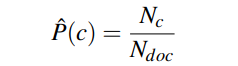 P̂(c) = N_c / N_doc